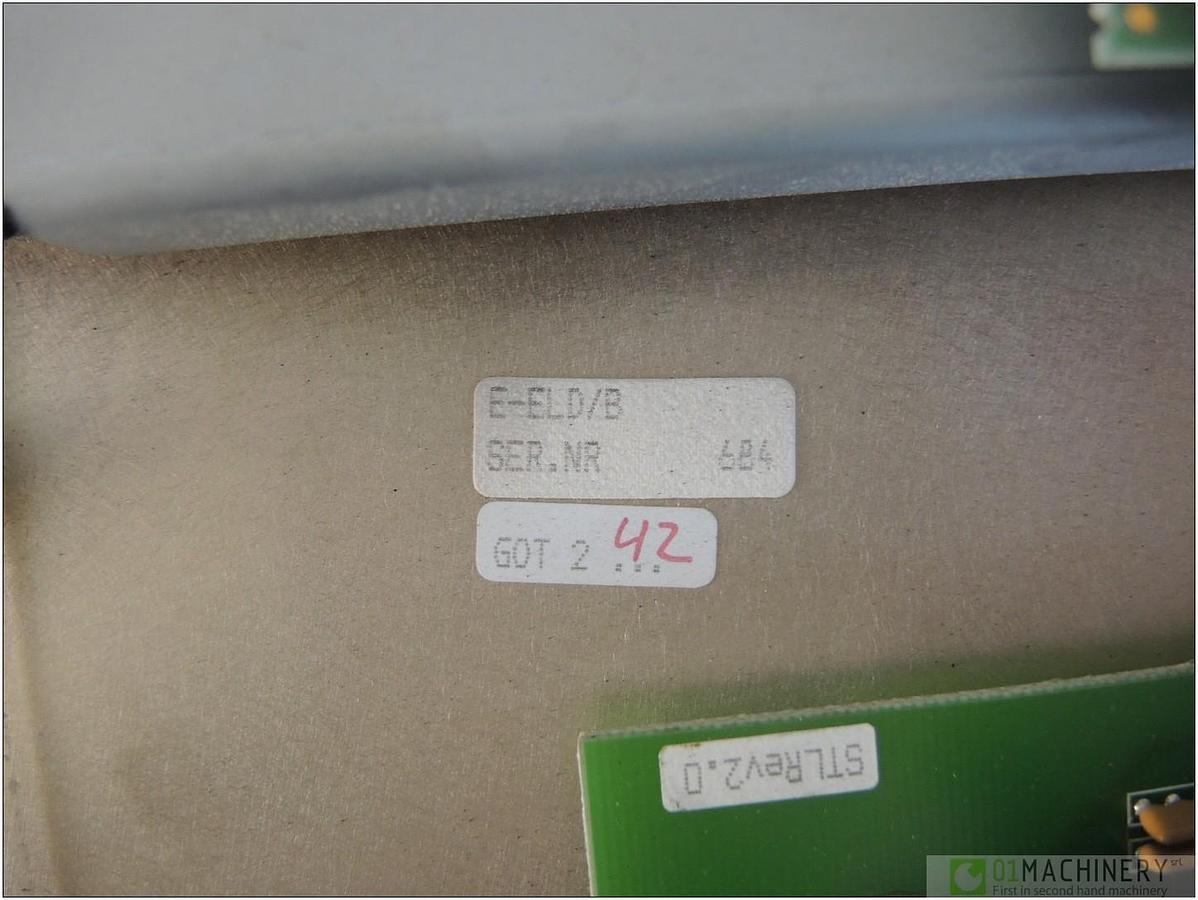 E-ELD/B
SER.NR 684
GOT 2 ... 42
STLRev2.0
01MACHINERY srl
First in second hand machinery